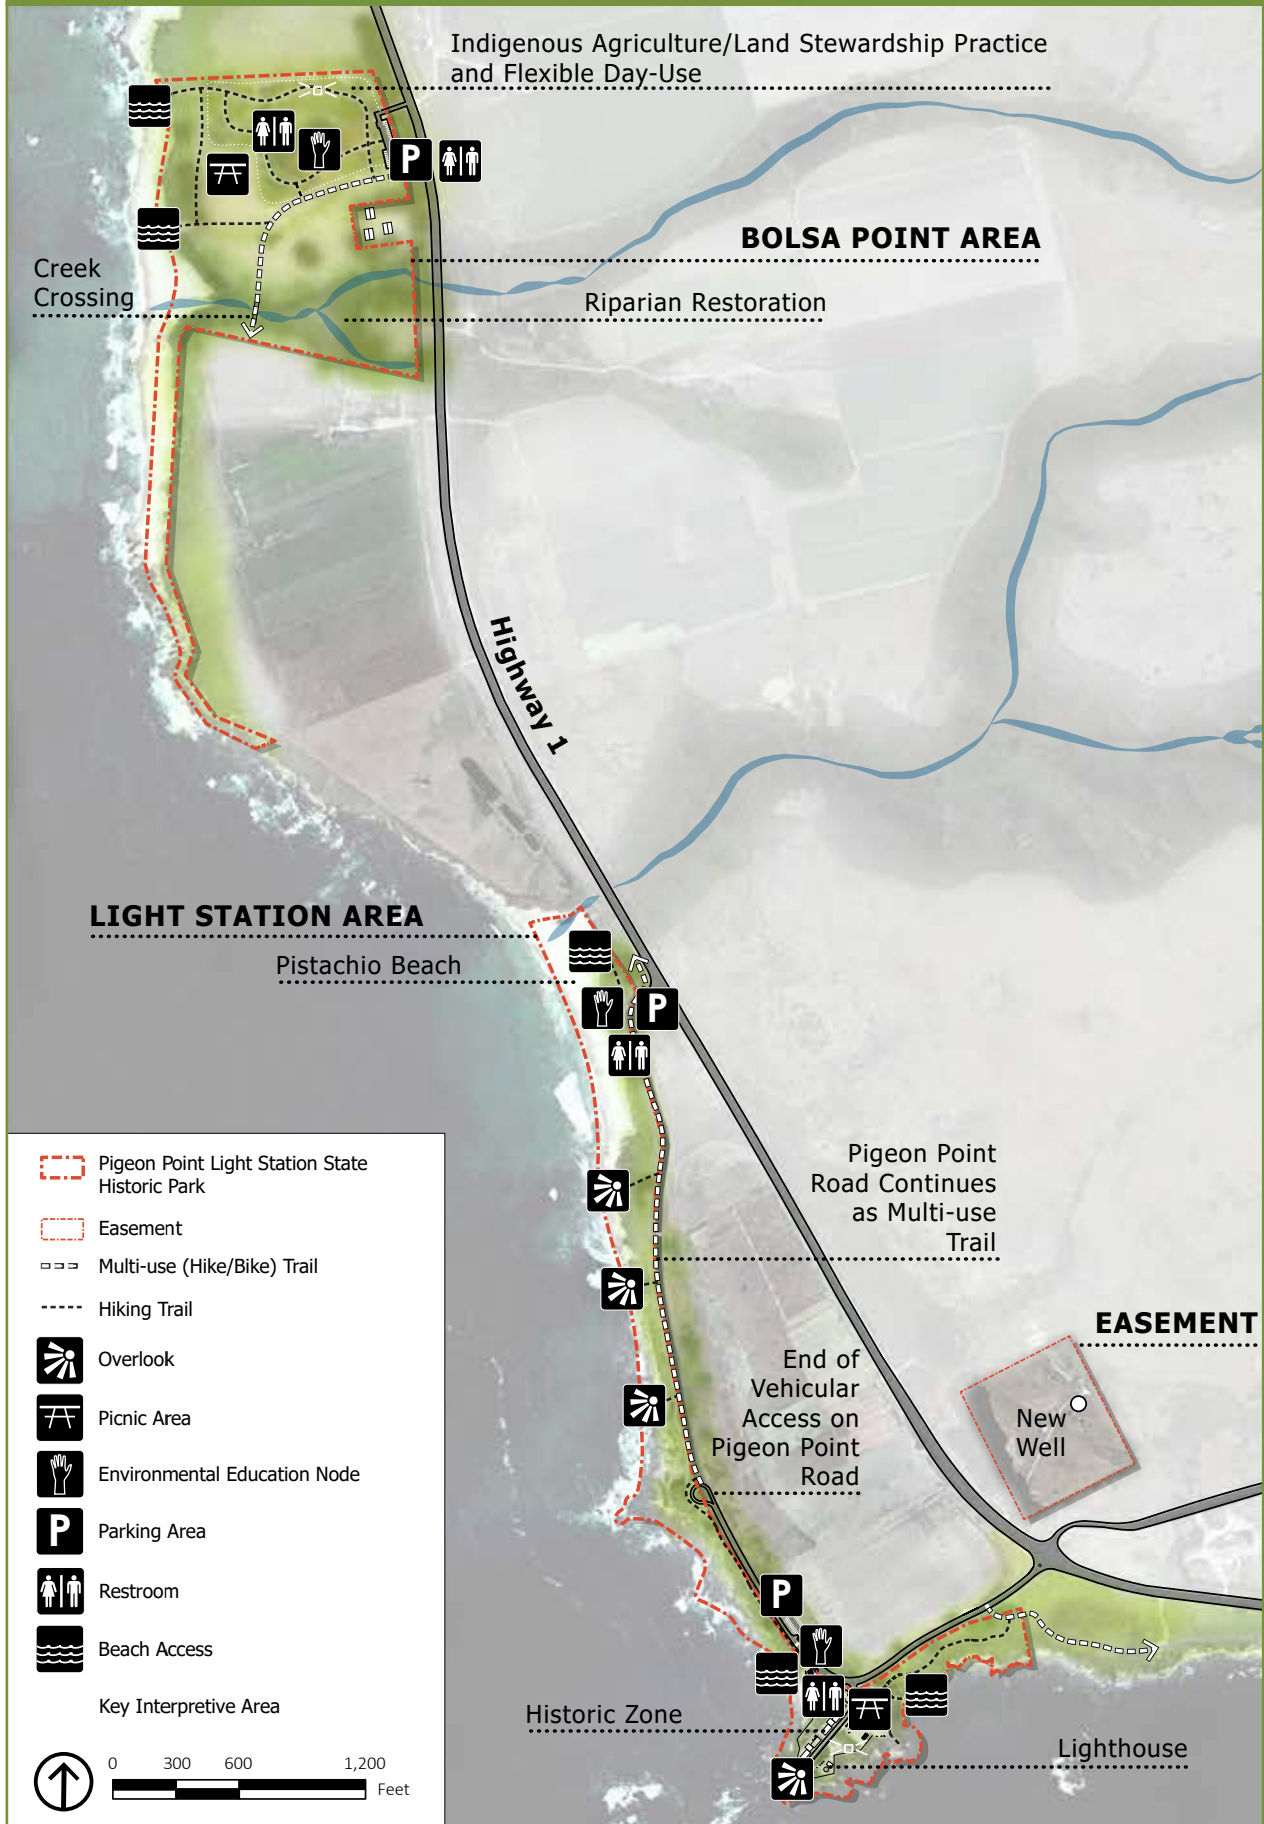 Indigenous Agriculture/Land Stewardship Practice
and Flexible Day-Use
P
BOLSA POINT AREA
Creek
Crossing
Riparian Restoration
Highway 1
LIGHT STATION AREA
Pistachio Beach
P
Pigeon Point
Road Continues
as Multi-use
Trail
EASEMENT
New
Well
End of
Vehicular
Access on
Pigeon Point
Road
P
Historic Zone
Lighthouse
Pigeon Point Light Station State
Historic Park
Easement
Multi-use (Hike/Bike) Trail
Hiking Trail
Overlook
Picnic Area
Environmental Education Node
P Parking Area
Restroom
Beach Access
Key Interpretive Area
0 300 600 1,200
Feet